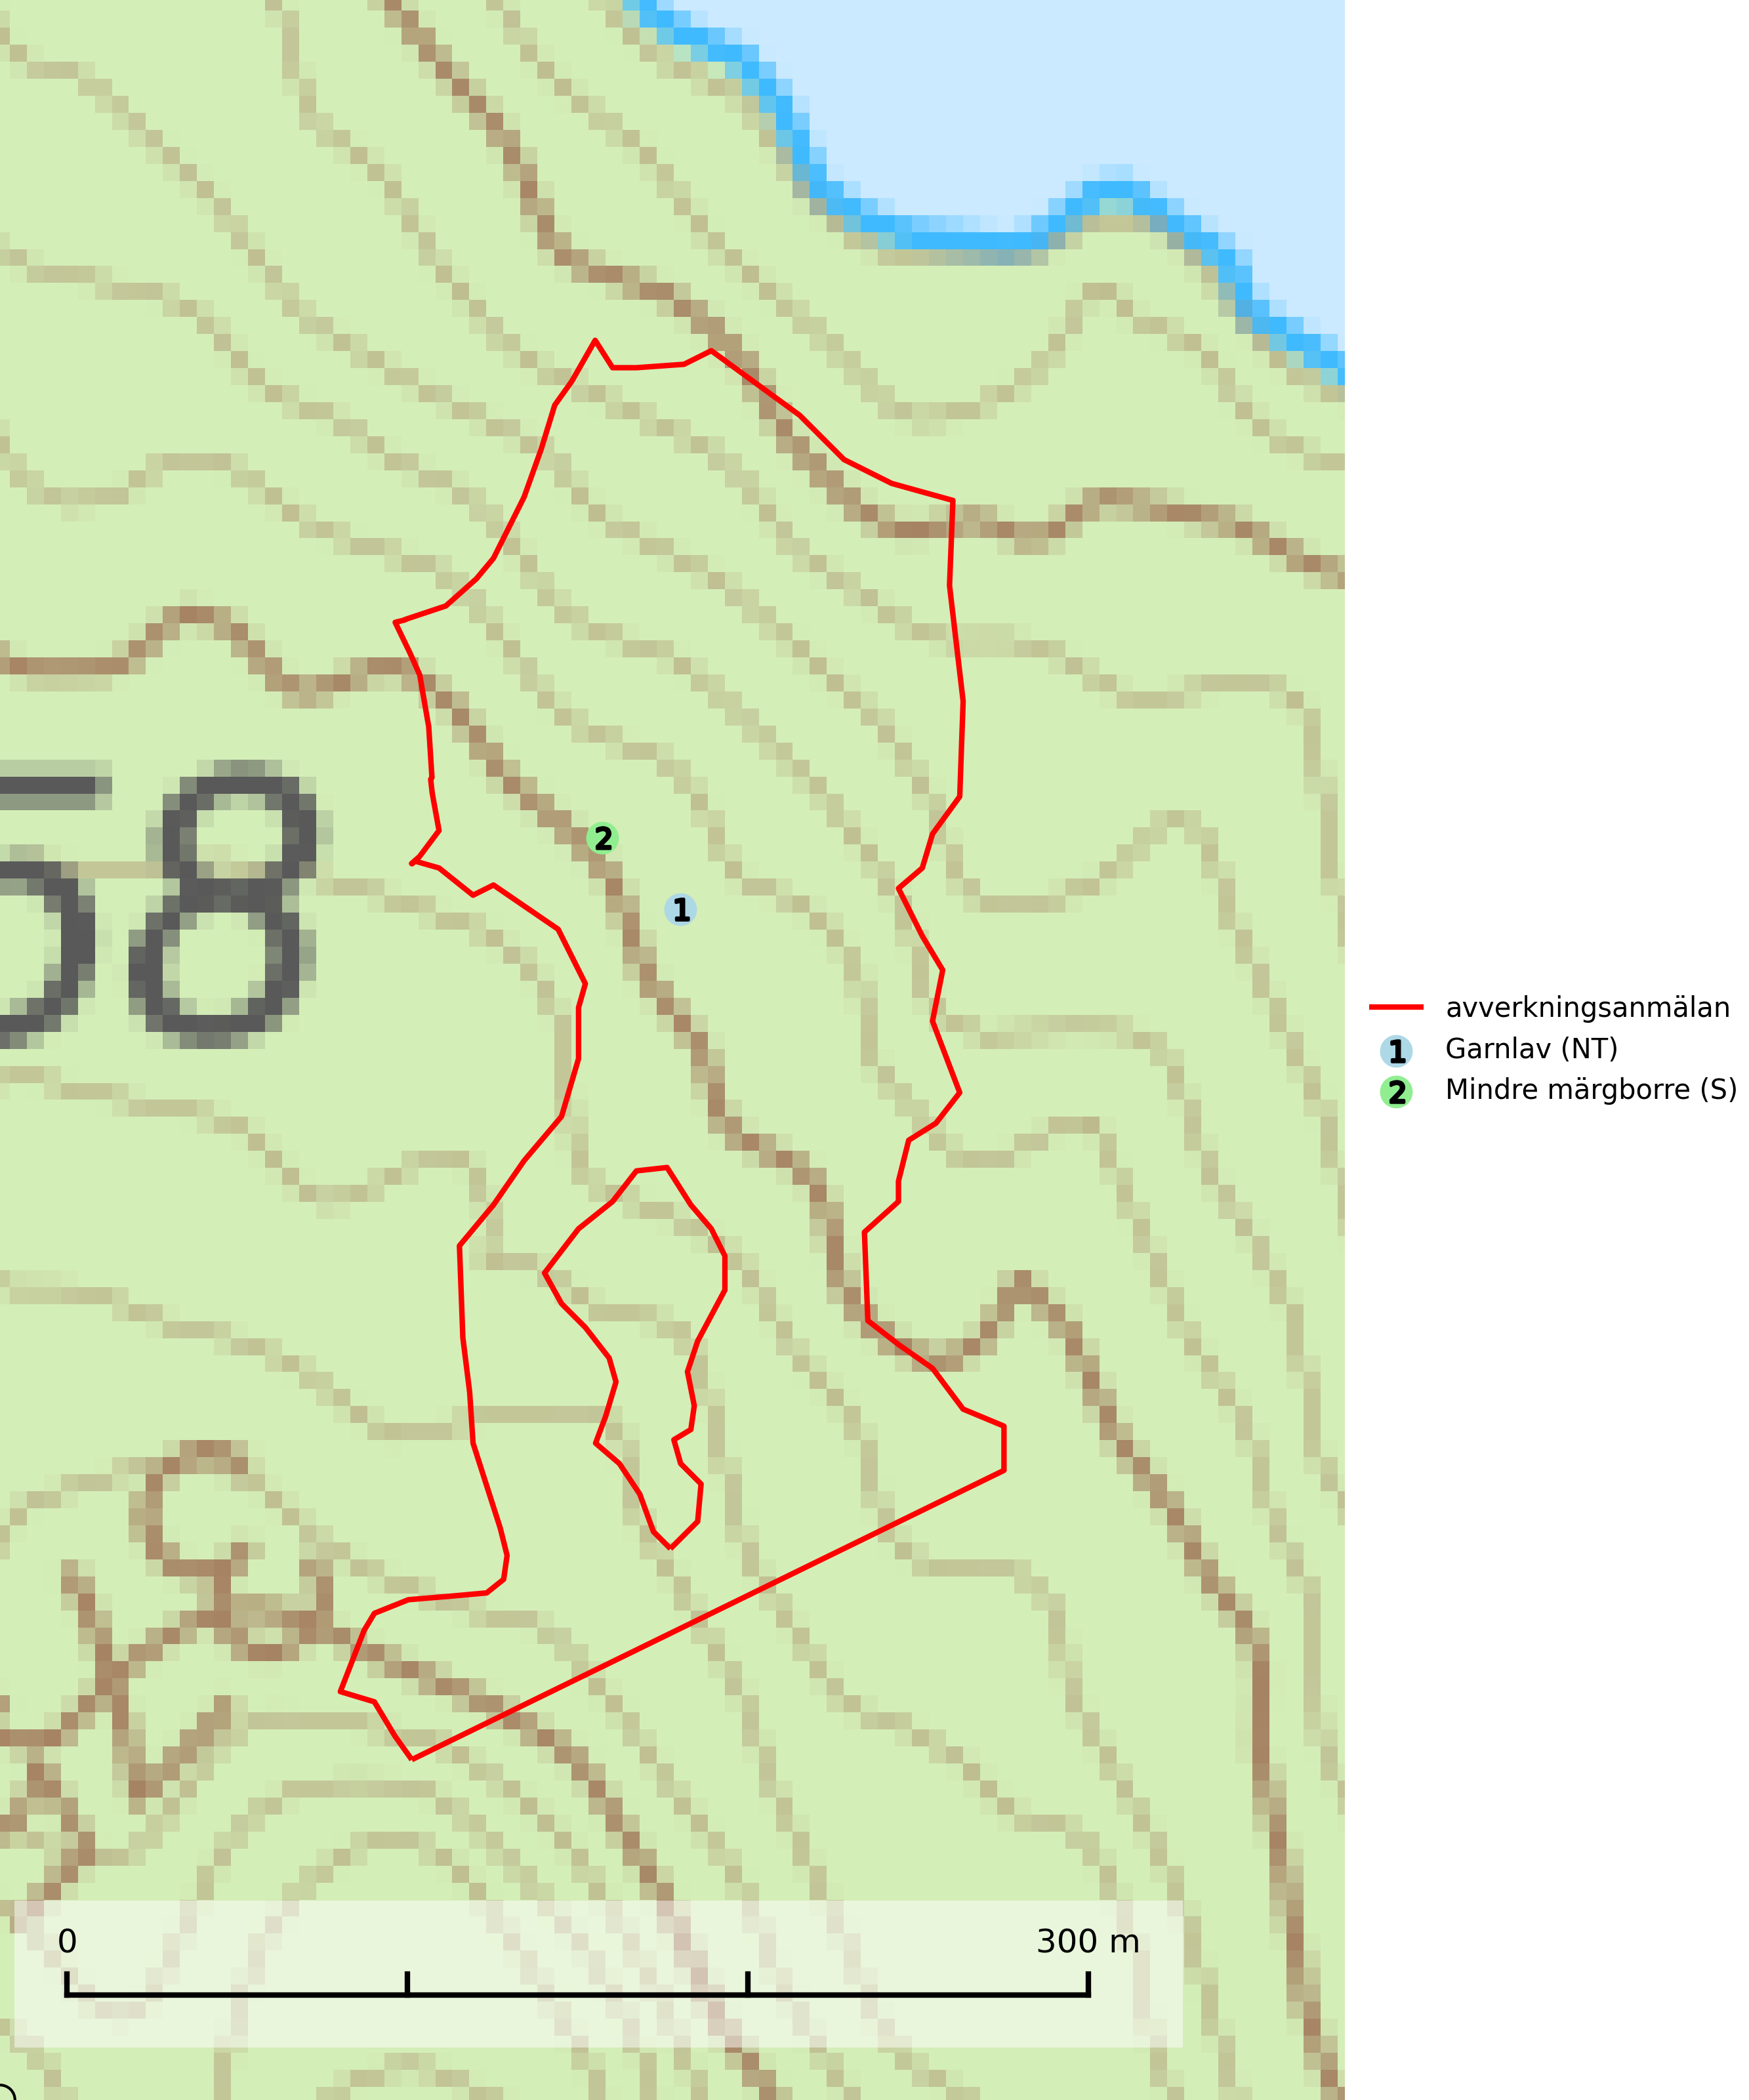 58
2
1
avverkningsanmälan
1 Garnlav (NT)
2 Mindre märgborre (S)
0 300 m